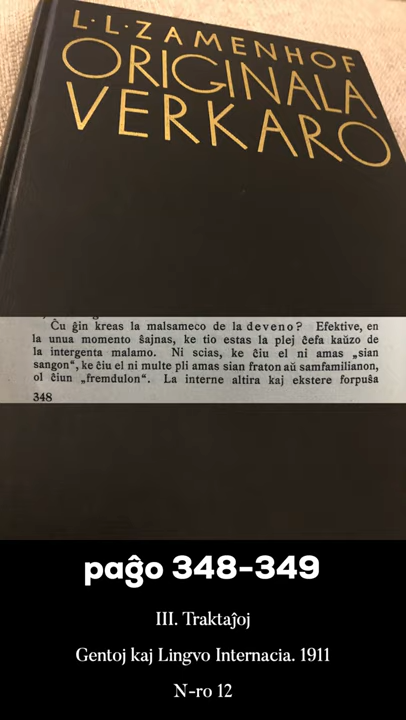 L·L·ZAMENHOF
ORIGINALA
VERKARO
Ĉu ĝin kreas la malsameco de la deveno? Efektive, en
la unua momento ŝajnas, ke tio estas la plej ĉefa kaŭzo de
la intergenta malamo. Ni scias, ke ĉiu el ni amas „sian
sangon“, ke ĉiu el ni multe pli amas sian fraton aŭ samfamilianon,
ol ĉiun „fremdulon“. La interne altira kaj ekstere forpuŝa
348
paĝo 348-349
III. Traktaĵoj
Gentoj kaj Lingvo Internacia. 1911
N-ro 12